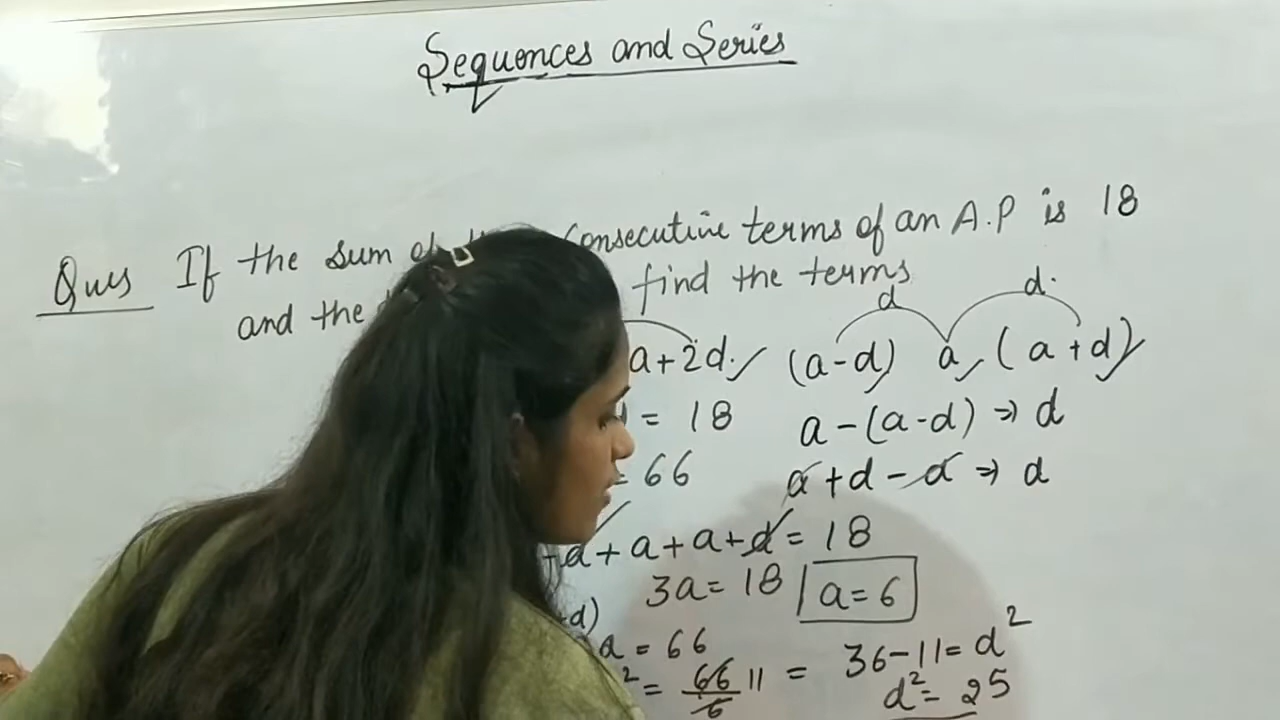 Sequences and Series
Ques If the sum of consecutive terms of an A.P is 18
and the find the terms
d d.
a+2d. (a-d) a, (a+d)
= 18 a-(a-d) ⇒ d
= 66 a+d-a ⇒ d
-d+a+a+d = 18
3a = 18 a=6
d)
a = 66
² = 66/6 11 = 36-11=d²
d²= 25